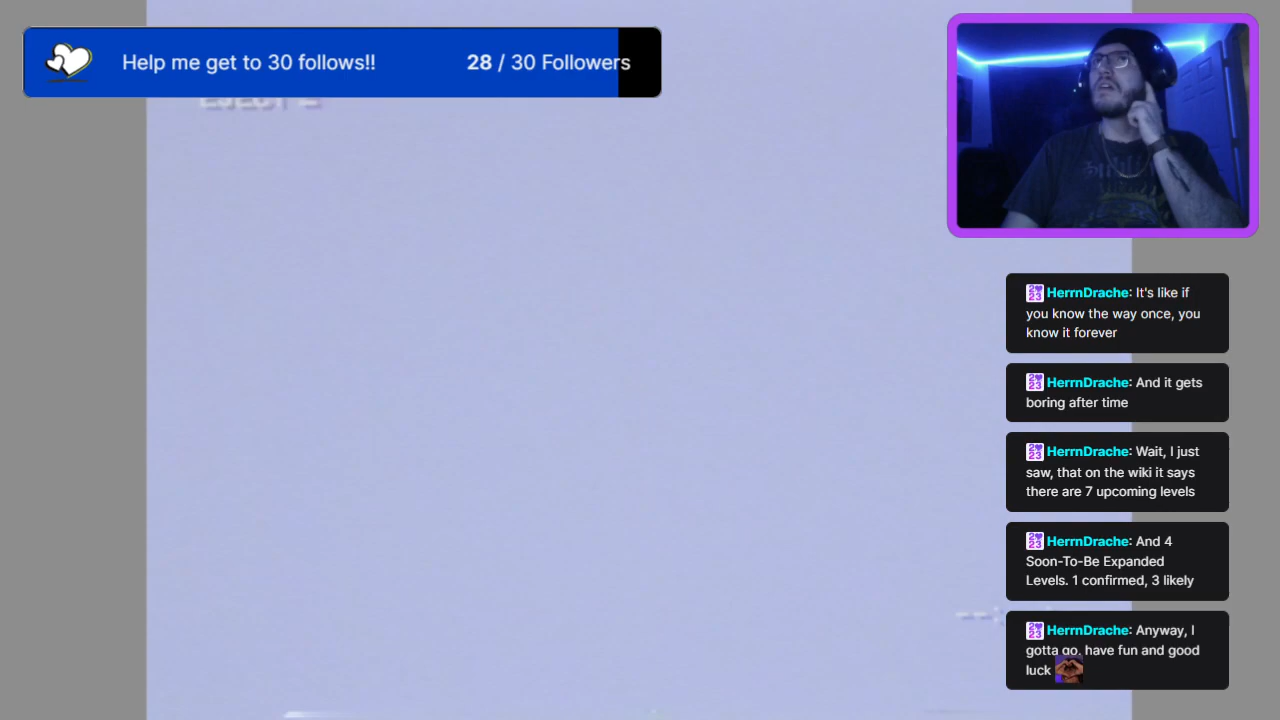 Help me get to 30 follows!!
28 / 30 Followers
EJECT
HerrnDrache: It's like if
you know the way once, you
know it forever
HerrnDrache: And it gets
boring after time
HerrnDrache: Wait, I just
saw, that on the wiki it says
there are 7 upcoming levels
HerrnDrache: And 4
Soon-To-Be Expanded
Levels. 1 confirmed, 3 likely
HerrnDrache: Anyway, I
gotta go, have fun and good
luck